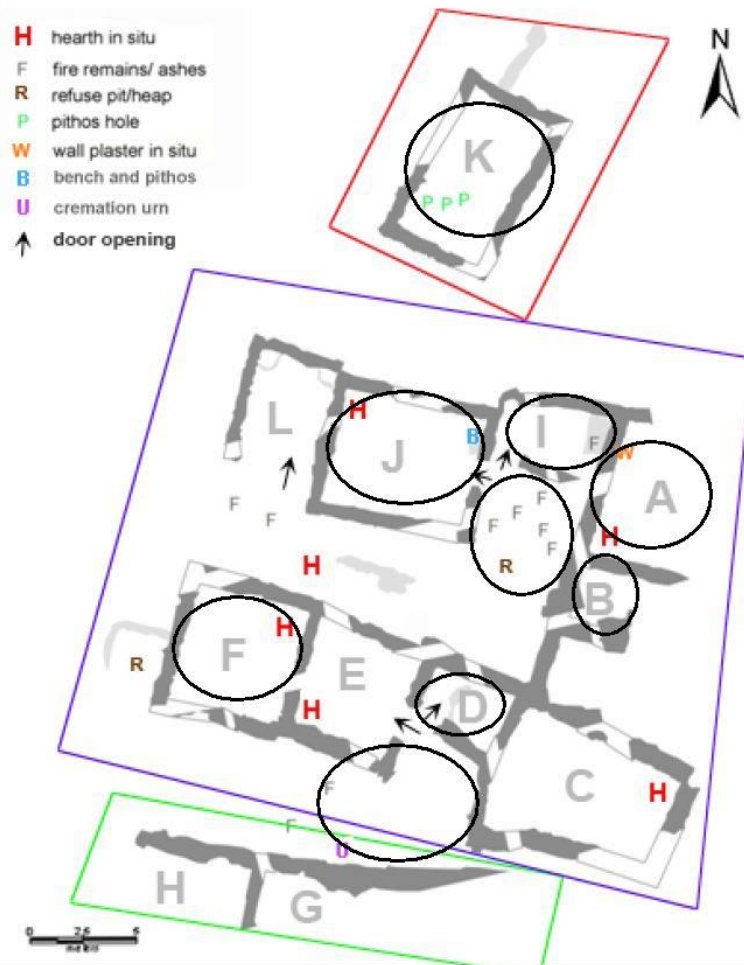 H hearth in situ
F fire remains/ ashes
R refuse pit/heap
P pithos hole
W wall plaster in situ
B bench and pithos
U cremation urn
door opening
N
K
P P P
H
L
J
B
I
F
W
A
F
F
F
F
F
F
F
H
R
H
B
H
F
R
E
H
D
C
H
F
F
U
H
G
0 2,5 5
meters